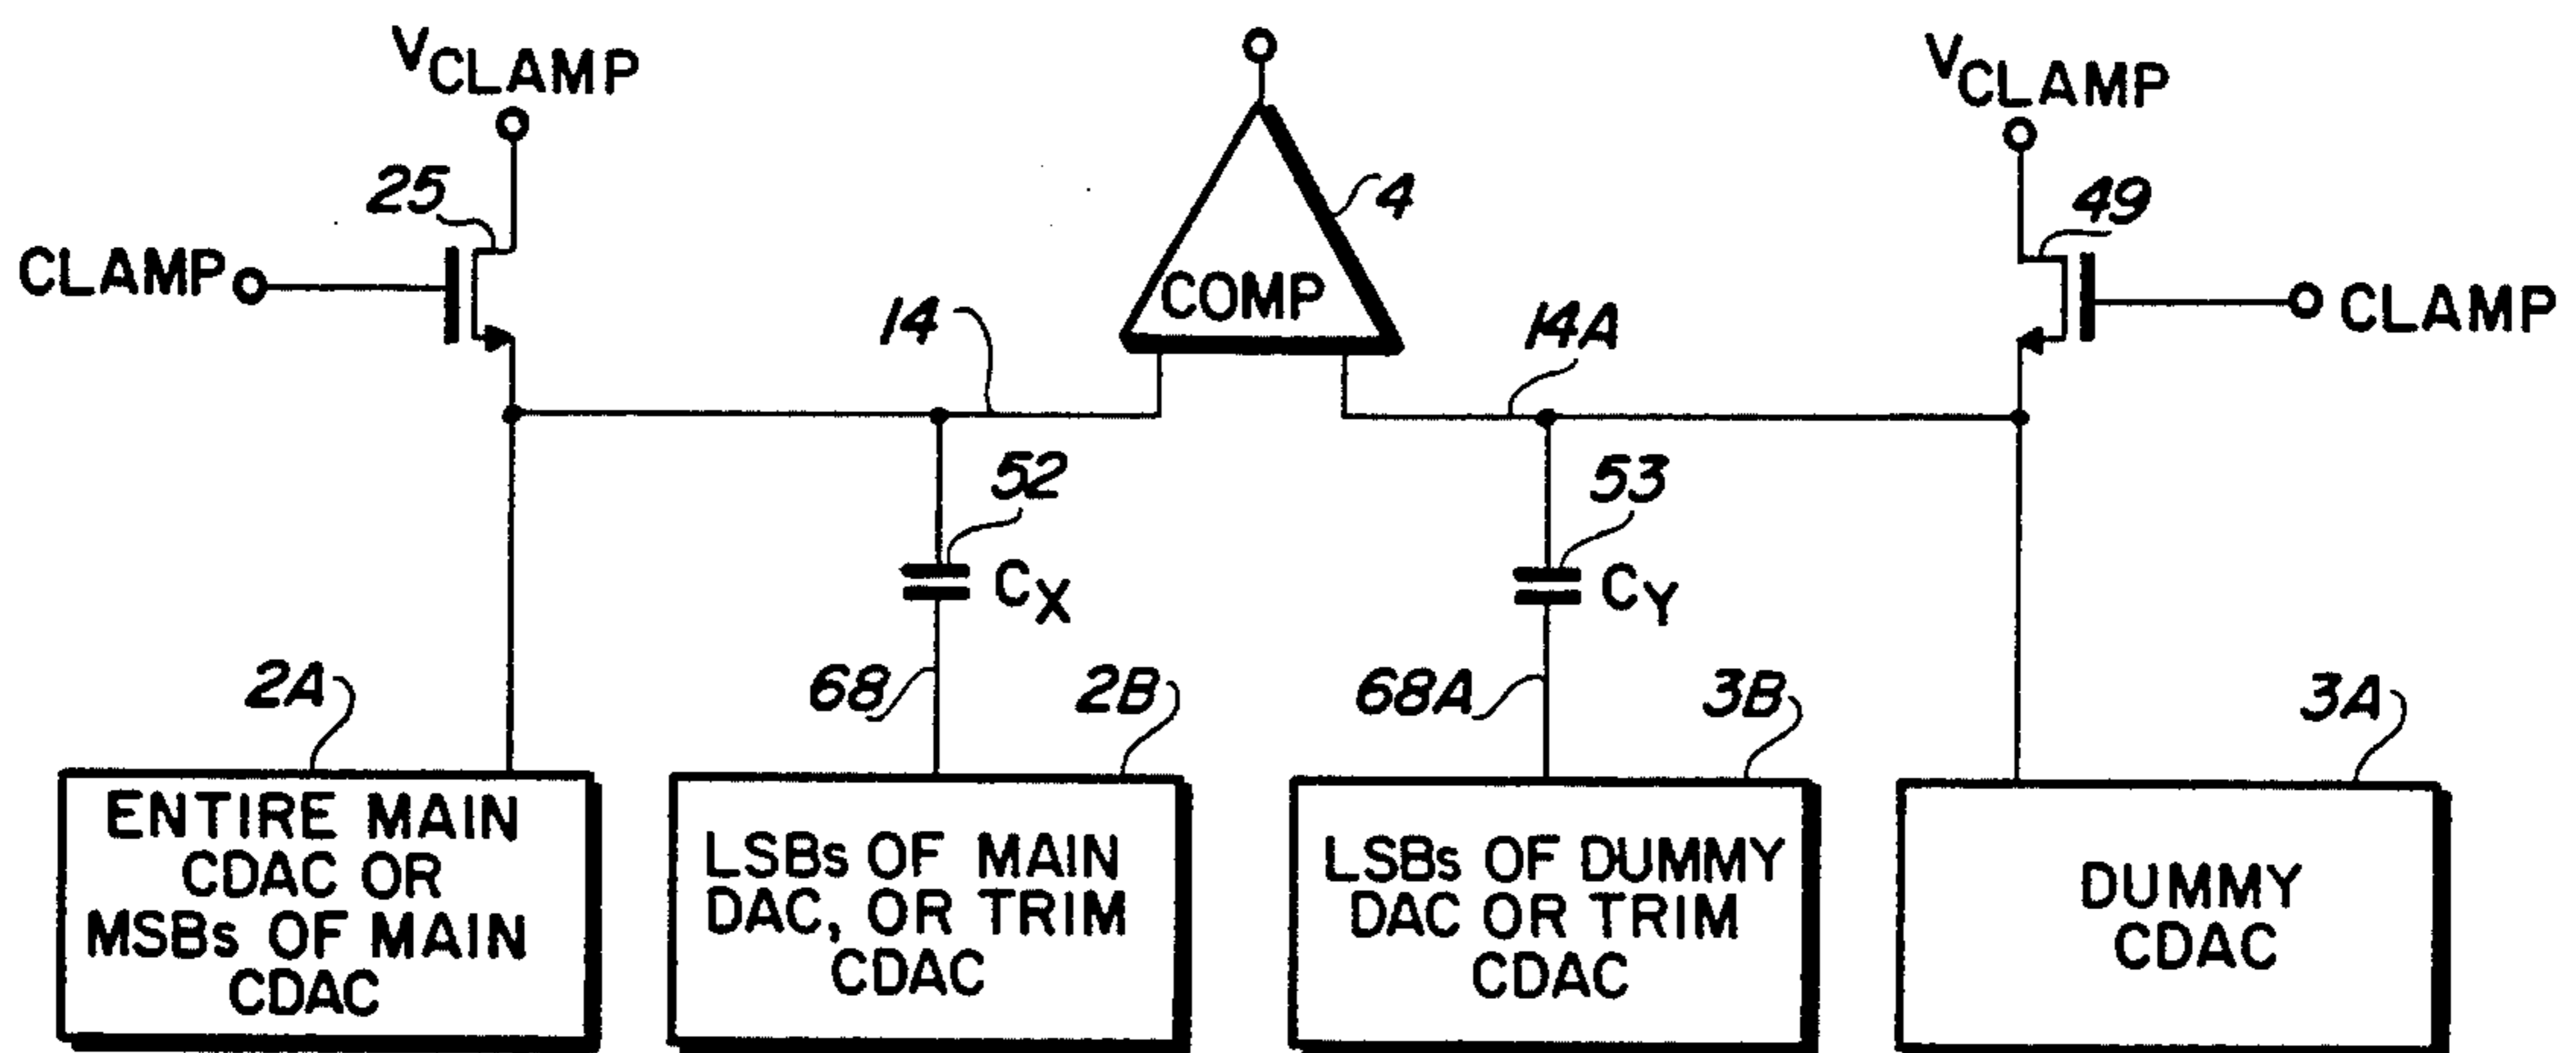 VCLAMP
VCLAMP
25
4
49
CLAMP
COMP
CLAMP
14
14A
52
53
CX
CY
2A
68
2B
68A
3B
3A
ENTIRE MAIN
CDAC OR
MSBs OF MAIN
CDAC
LSBs OF MAIN
DAC, OR TRIM
CDAC
LSBs OF DUMMY
DAC OR TRIM
CDAC
DUMMY
CDAC